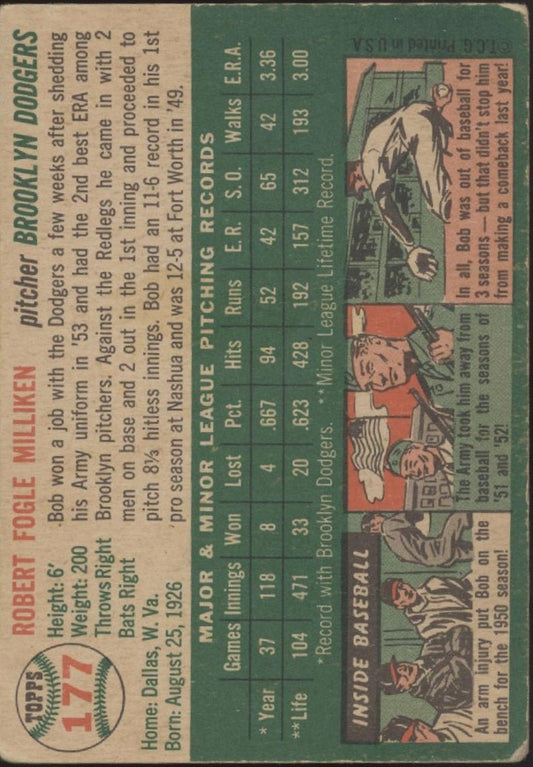 TOPPS
177
ROBERT FOGLE MILLIKEN pitcher BROOKLYN DODGERS
Height: 6'
Weight: 200
Throws Right
Bats Right
Home: Dallas, W. Va.
Born: August 25, 1926
Bob won a job with the Dodgers a few weeks after shedding
his Army uniform in '53 and had the 2nd best ERA among
Brooklyn pitchers. Against the Redlegs he came in with 2
men on base and 2 out in the 1st inning and proceeded to
pitch 8⅓ hitless innings. Bob had an 11-6 record in his 1st
pro season at Nashua and was 12-5 at Fort Worth in '49.
MAJOR & MINOR LEAGUE PITCHING RECORDS
Games Innings Won Lost Pct. Hits Runs E.R. S.O. Walks E.R.A.
* Year 37 118 8 4 .667 94 52 42 65 42 3.36
**Life 104 471 33 20 .623 428 192 157 312 193 3.00
*Record with Brooklyn Dodgers. **Minor League Lifetime Record.
INSIDE BASEBALL
An arm injury put Bob on the
bench for the 1950 season!
The Army took him away from
baseball for the seasons of
'51 and '52!
In all, Bob was out of baseball for
3 seasons — but that didn't stop him
from making a comeback last year!
©T.C.G. Printed in U.S.A.